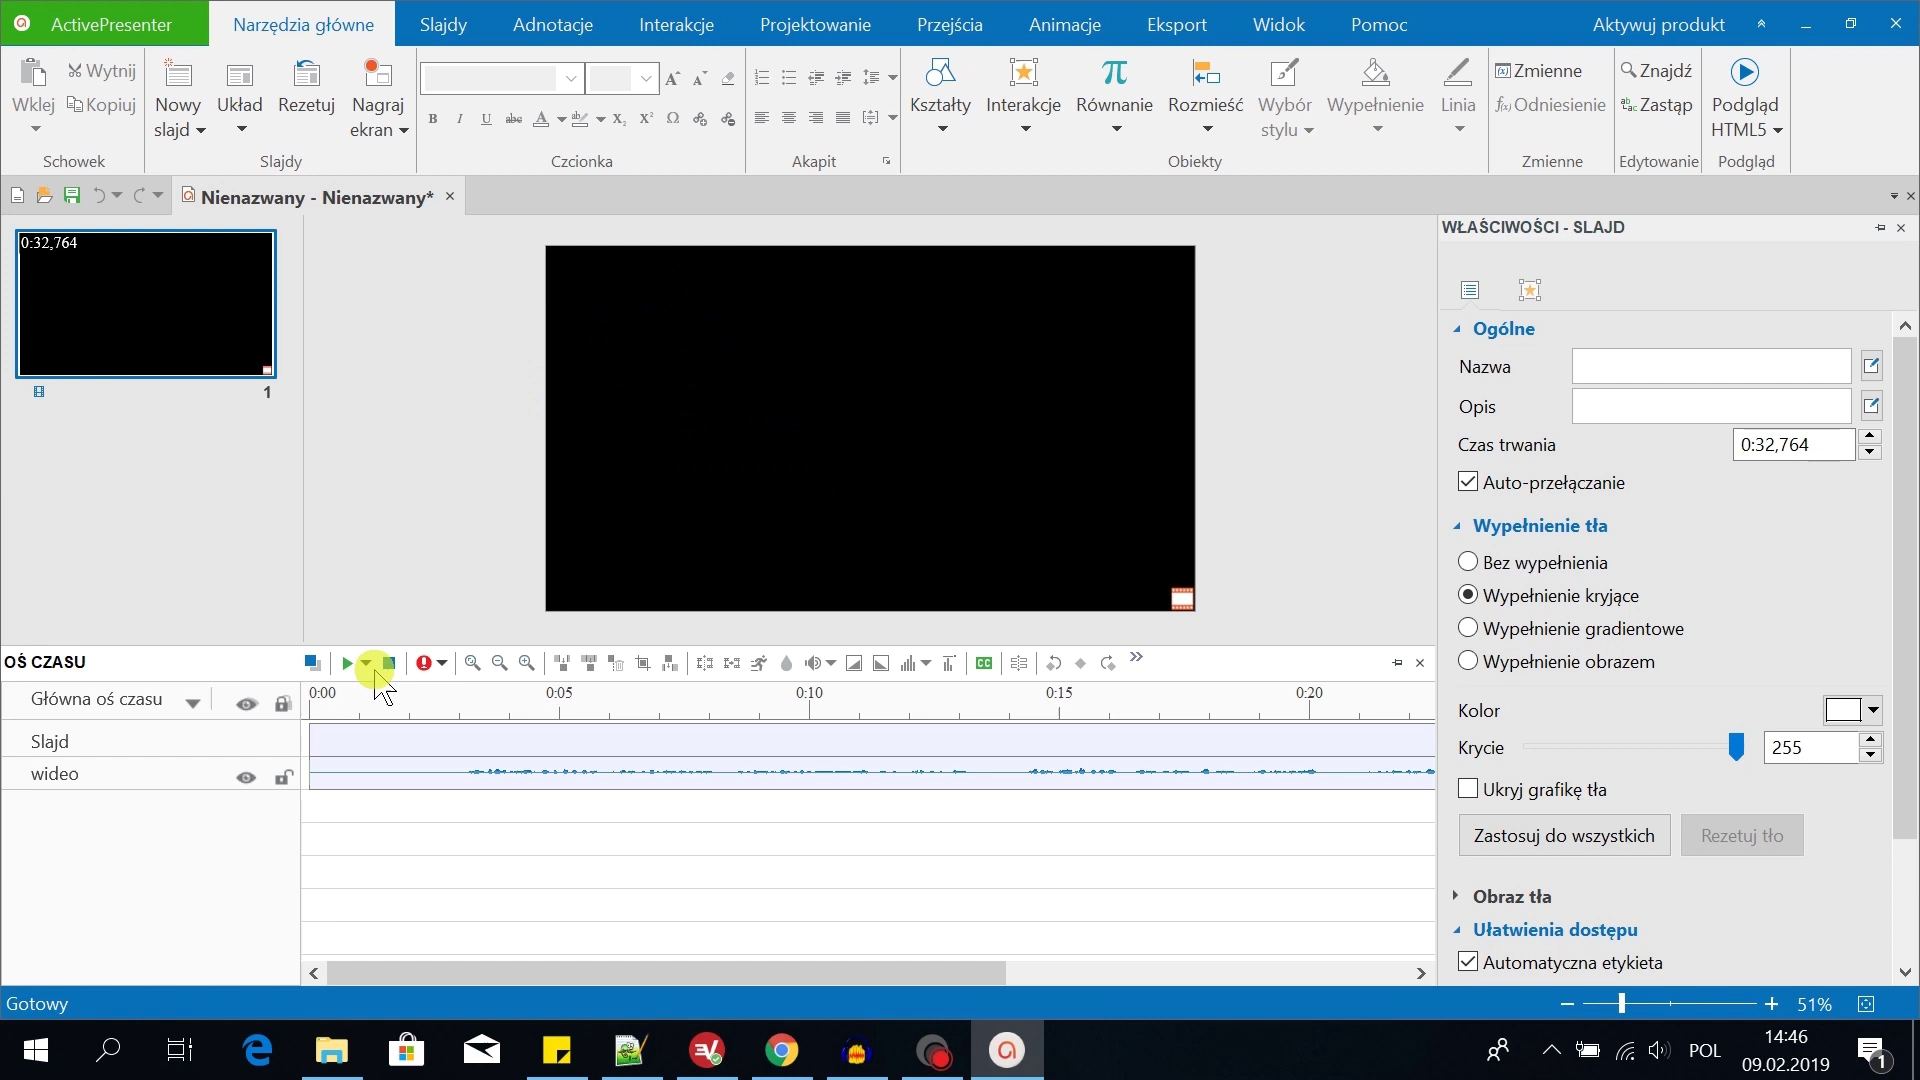 ActivePresenter Narzędzia główne Slajdy Adnotacje Interakcje Projektowanie Przejścia Animacje Eksport Widok Pomoc Aktywuj produkt
Wklej Wytnij Kopiuj
Nowy slajd Układ Rezetuj Nagraj ekran
Kształty Interakcje Równanie Rozmieść Wybór stylu Wypełnienie Linia
Zmienne Odniesienie Znajdź Zastąp Podgląd HTML5
Schowek Slajdy Czcionka Akapit Obiekty Zmienne Edytowanie Podgląd
Nienazwany - Nienazwany*
0:32,764
1
WŁAŚCIWOŚCI - SLAJD
Ogólne
Nazwa
Opis
Czas trwania 0:32,764
Auto-przełączanie
Wypełnienie tła
Bez wypełnienia
Wypełnienie kryjące
Wypełnienie gradientowe
Wypełnienie obrazem
Kolor
Krycie 255
Ukryj grafikę tła
Zastosuj do wszystkich Rezetuj tło
Obraz tła
Ułatwienia dostępu
Automatyczna etykieta
OŚ CZASU
CC
Główna oś czasu 0:00 0:05 0:10 0:15 0:20
Slajd
wideo
Gotowy 51%
POL 14:46
09.02.2019
1